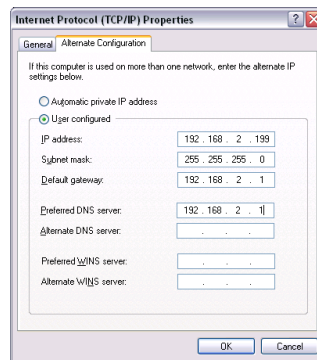 Internet Protocol (TCP/IP) Properties
General Alternate Configuration
If this computer is used on more than one network, enter the alternate IP
settings below.
Automatic private IP address
User configured
IP address: 192 . 168 . 2 . 199
Subnet mask: 255 . 255 . 255 . 0
Default gateway: 192 . 168 . 2 . 1
Preferred DNS server: 192 . 168 . 2 . 1
Alternate DNS server: . . .
Preferred WINS server: . . .
Alternate WINS server: . . .
OK Cancel